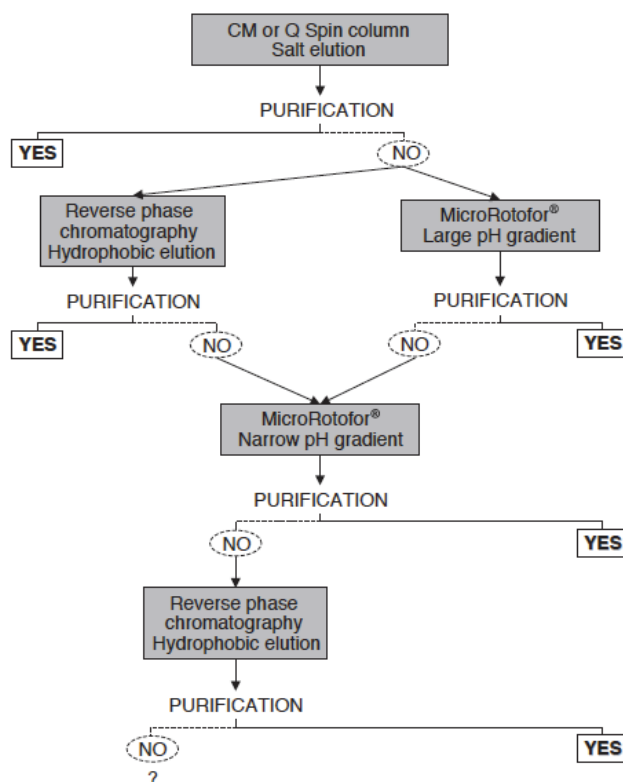 CM or Q Spin column
Salt elution
PURIFICATION
YES
NO
Reverse phase
chromatography
Hydrophobic elution
MicroRotofor®
Large pH gradient
PURIFICATION
PURIFICATION
YES
NO
NO
YES
MicroRotofor®
Narrow pH gradient
PURIFICATION
NO
YES
Reverse phase
chromatography
Hydrophobic elution
PURIFICATION
NO
YES
?